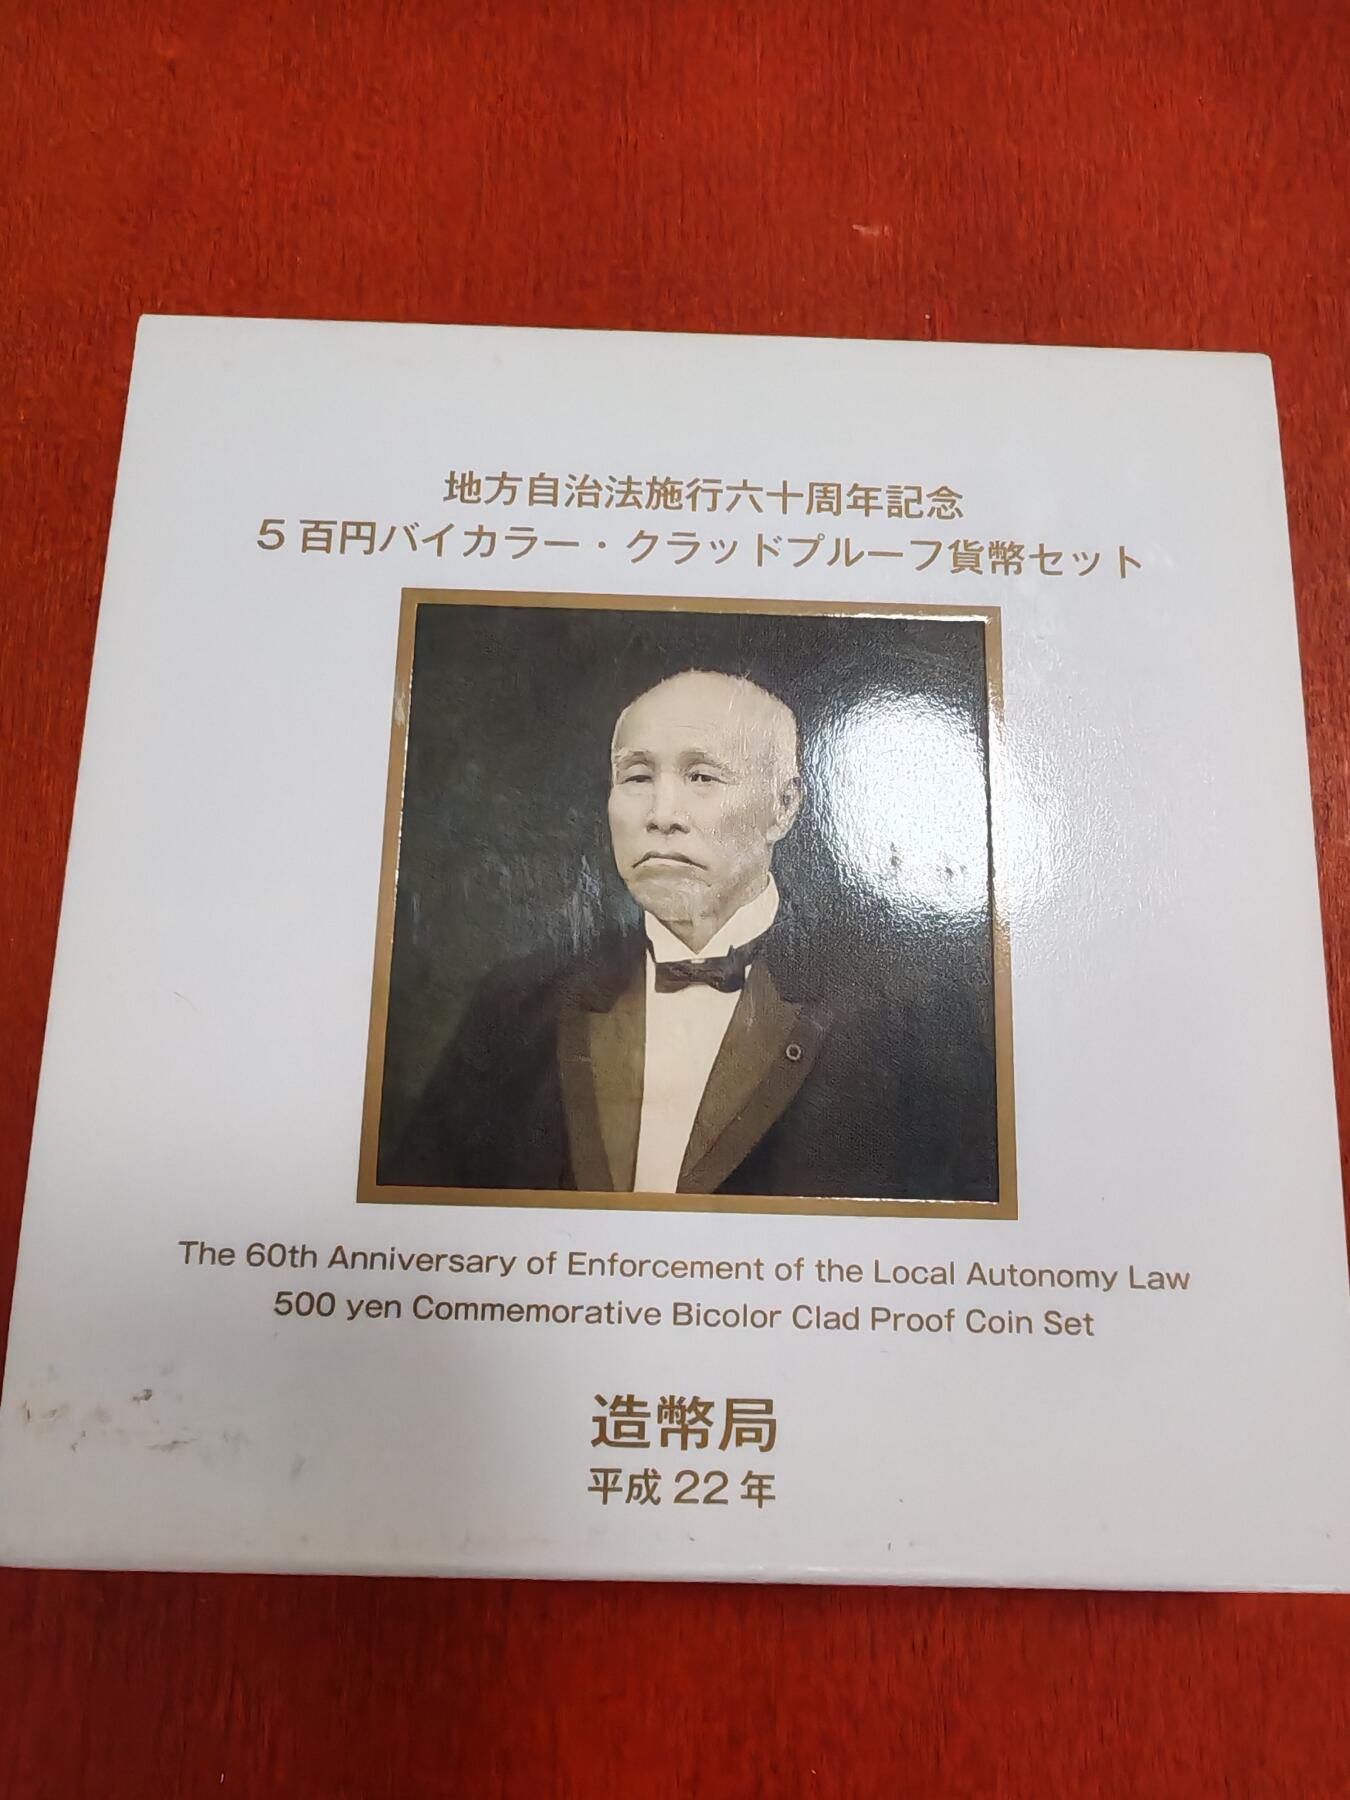 地方自治法施行六十周年記念
5百円バイカラー・クラッドプルーフ貨幣セット
The 60th Anniversary of Enforcement of the Local Autonomy Law
500 yen Commemorative Bicolor Clad Proof Coin Set
造幣局
平成22年